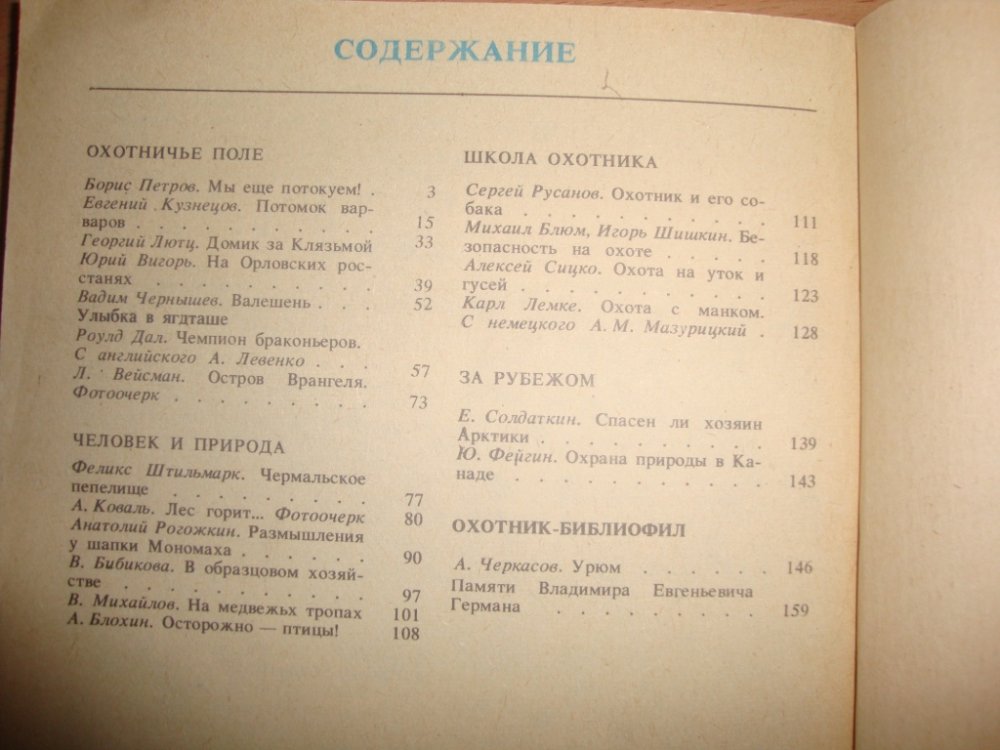 СОДЕРЖАНИЕ
ОХОТНИЧЬЕ ПОЛЕ
Борис Петров. Мы еще потокуем! . 3
Евгений Кузнецов. Потомок вар-
варов . . . . . . . . . . . 15
Георгий Лютц. Домик за Клязьмой 33
Юрий Вигорь. На Орловских рос-
станях . . . . . . . . . . 39
Вадим Чернышев. Валешень . . . 52
Улыбка в ягдташе
Роулд Дал. Чемпион браконьеров.
С английского А. Левенко . . . 57
Л. Вейсман. Остров Врангеля.
Фотоочерк . . . . . . . . . 73
ЧЕЛОВЕК И ПРИРОДА
Феликс Штильмарк. Чермальское
пепелище . . . . . . . . . 77
А. Коваль. Лес горит... Фотоочерк 80
Анатолий Рогожкин. Размышления
у шапки Мономаха . . . . . . 90
В. Бибикова. В образцовом хозяй-
стве . . . . . . . . . . . 97
В. Михайлов. На медвежьх тропах 101
А. Блохин. Осторожно — птицы! 108
ШКОЛА ОХОТНИКА
Сергей Русанов. Охотник и его со-
бака . . . . . . . . . . . 111
Михаил Блюм, Игорь Шишкин. Бе-
зопасность на охоте . . . . . 118
Алексей Сицко. Охота на уток и
гусей . . . . . . . . . . . 123
Карл Лемке. Охота с манком.
С немецкого А. М. Мазурицкий . 128
ЗА РУБЕЖОМ
Е. Солдаткин. Спасен ли хозяин
Арктики . . . . . . . . . . 139
Ю. Фейгин. Охрана природы в Ка-
наде . . . . . . . . . . . 143
ОХОТНИК-БИБЛИОФИЛ
А. Черкасов. Урюм . . . . . . 146
Памяти Владимира Евгеньевича
Германа . . . . . . . . . . 159